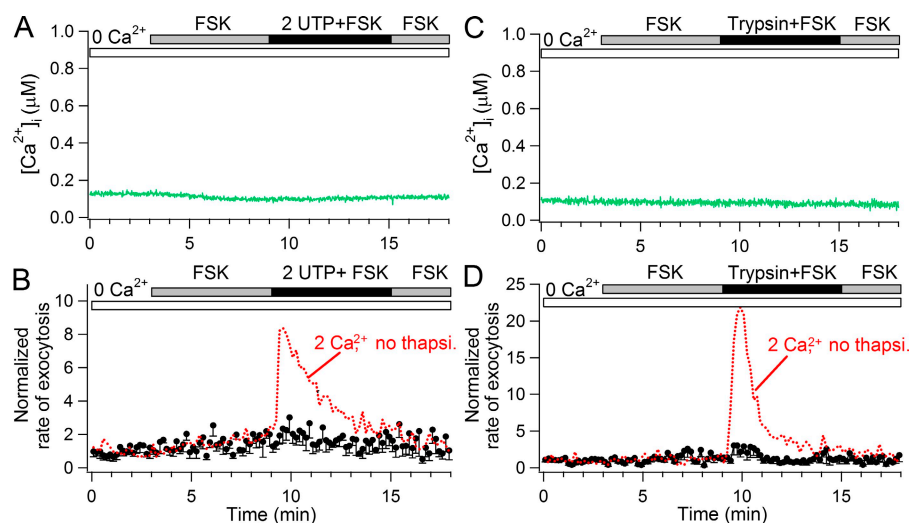 A
FSK 2 UTP+FSK FSK
0 Ca²⁺
[Ca²⁺]ᵢ (μM)
1.0
0.8
0.6
0.4
0.2
0.0
0 5 10 15
C
FSK Trypsin+FSK FSK
0 Ca²⁺
[Ca²⁺]ᵢ (μM)
1.0
0.8
0.6
0.4
0.2
0.0
0 5 10 15
B
FSK 2 UTP+ FSK FSK
0 Ca²⁺
Normalized
rate of exocytosis
10
8
6
4
2
0
2 Ca²⁺, no thapsi.
0 5 10 15
Time (min)
D
FSK Trypsin+FSK FSK
0 Ca²⁺
Normalized
rate of exocytosis
25
20
15
10
5
0
2 Ca²⁺, no thapsi.
0 5 10 15
Time (min)